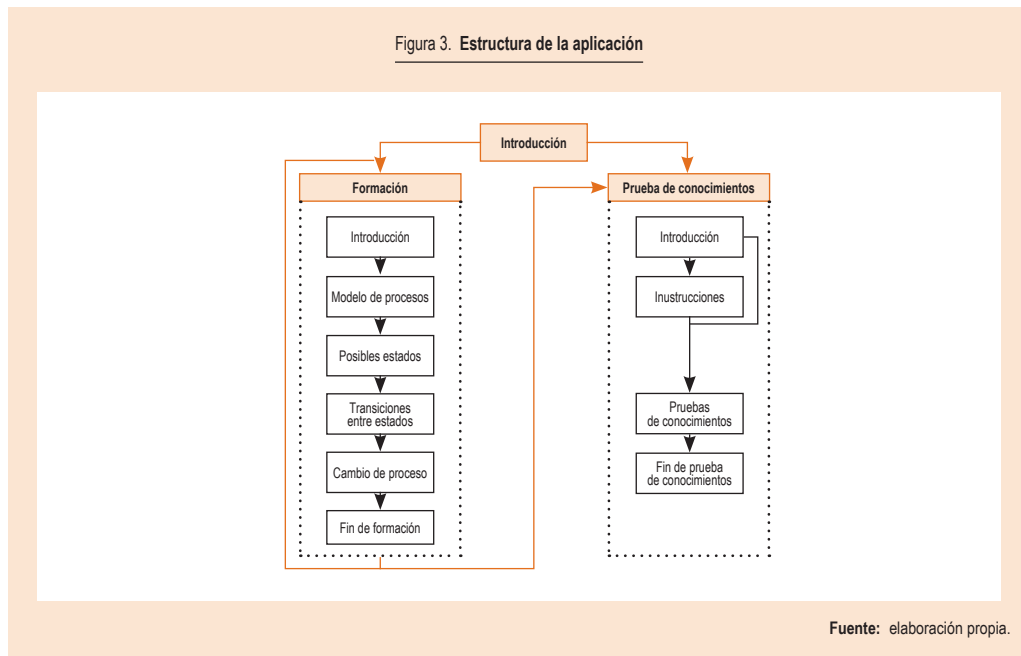 Figura 3. Estructura de la aplicación
Introducción
Formación
Introducción
Modelo de procesos
Posibles estados
Transiciones
entre estados
Cambio de proceso
Fin de formación
Prueba de conocimientos
Introducción
Inustrucciones
Pruebas
de conocimientos
Fin de prueba
de conocimientos
Fuente: elaboración propia.